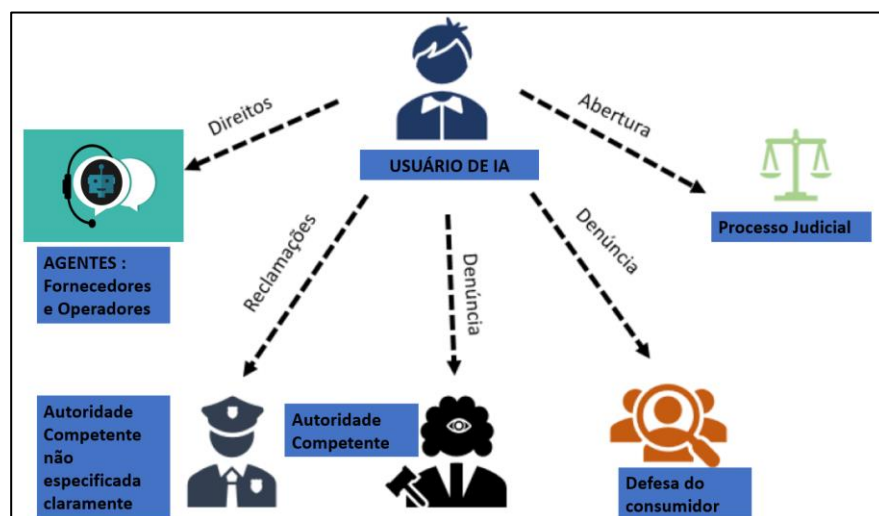 USUÁRIO DE IA
Direitos
Abertura
Reclamações
Denúncia
Denúncia
AGENTES :
Fornecedores
e Operadores
Processo Judicial
Autoridade
Competente
não
especificada
claramente
Autoridade
Competente
Defesa do
consumidor